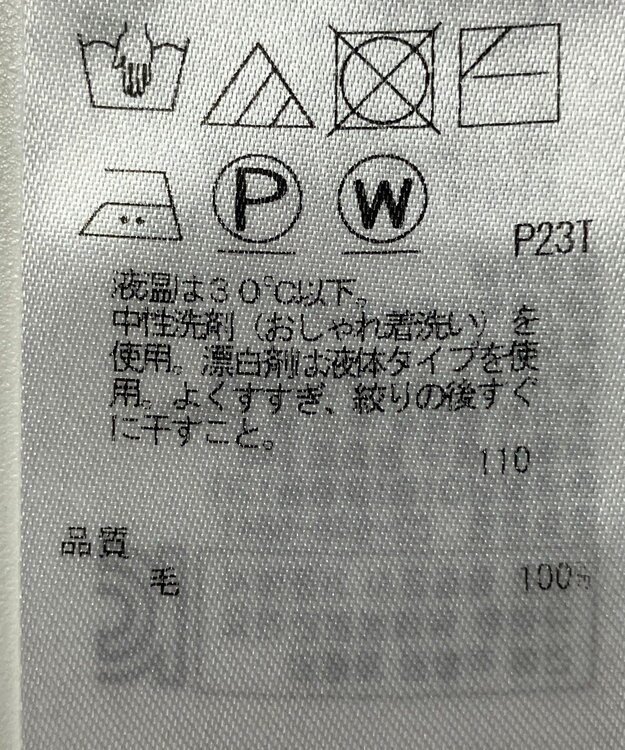 P W
P23T
液温は30℃以下。
中性洗剤（おしゃれ着洗い）を
使用。漂白剤は液体タイプを使
用。よくすすぎ、絞りの後すぐ
に干すこと。
110
品質
毛 100%